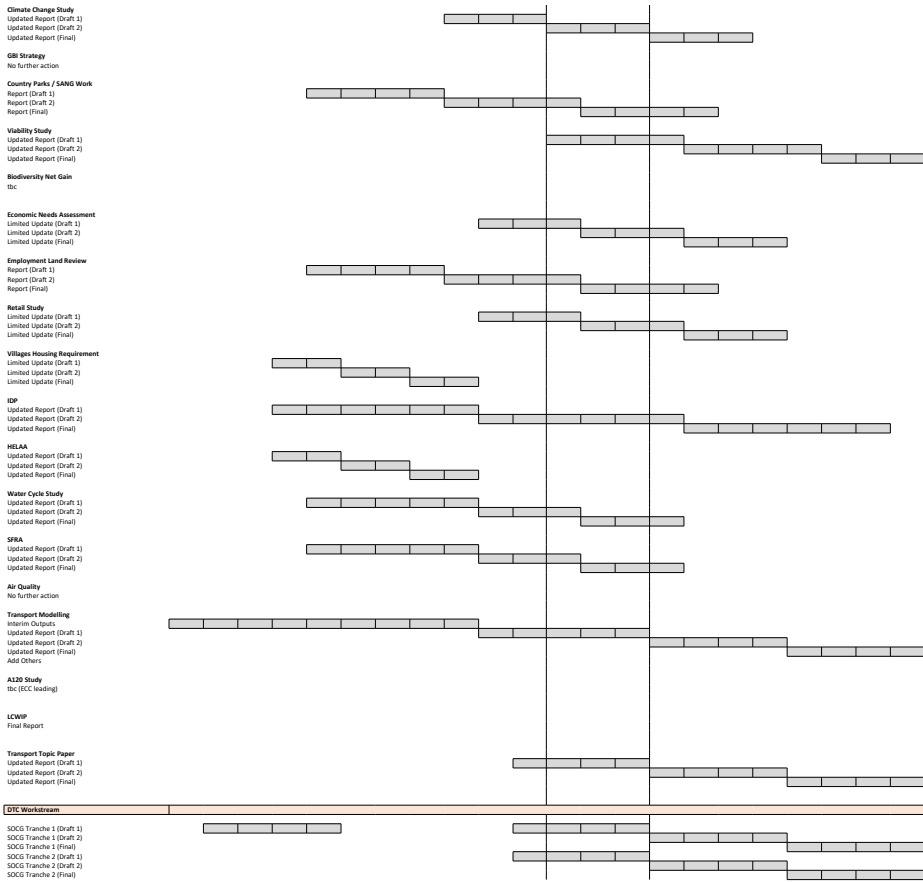 Climate Change Study
Updated Report (Draft 1)
Updated Report (Draft 2)
Updated Report (Final)
GBI Strategy
No further action
Country Parks / SANG Work
Report (Draft 1)
Report (Draft 2)
Report (Final)
Viability Study
Updated Report (Draft 1)
Updated Report (Draft 2)
Updated Report (Final)
Biodiversity Net Gain
tbc
Economic Needs Assessment
Limited Update (Draft 1)
Limited Update (Draft 2)
Limited Update (Final)
Employment Land Review
Report (Draft 1)
Report (Draft 2)
Report (Final)
Retail Study
Limited Update (Draft 1)
Limited Update (Draft 2)
Limited Update (Final)
Villages Housing Requirement
Limited Update (Draft 1)
Limited Update (Draft 2)
Limited Update (Final)
IDP
Updated Report (Draft 1)
Updated Report (Draft 2)
Updated Report (Final)
HELAA
Updated Report (Draft 1)
Updated Report (Draft 2)
Updated Report (Final)
Water Cycle Study
Updated Report (Draft 1)
Updated Report (Draft 2)
Updated Report (Final)
SFRA
Updated Report (Draft 1)
Updated Report (Draft 2)
Updated Report (Final)
Air Quality
No further action
Transport Modelling
Interim Outputs
Updated Report (Draft 1)
Updated Report (Draft 2)
Updated Report (Final)
Add Others
A120 Study
tbc (ECC leading)
LCWIP
Final Report
Transport Topic Paper
Updated Report (Draft 1)
Updated Report (Draft 2)
Updated Report (Final)
DTC Workstream
SOCG Tranche 1 (Draft 1)
SOCG Tranche 1 (Draft 2)
SOCG Tranche 1 (Final)
SOCG Tranche 2 (Draft 1)
SOCG Tranche 2 (Draft 2)
SOCG Tranche 2 (Final)